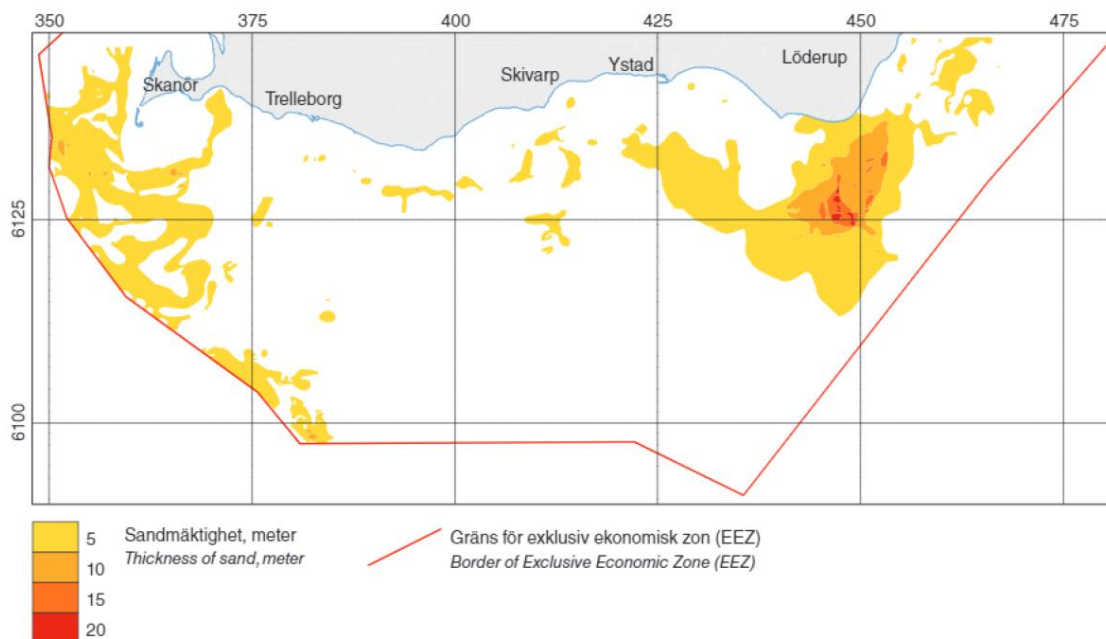 350 375 400 425 450 475
Löderup
Ystad
Skivarp
Skanör
Trelleborg
6125
6100
5 Sandmäktighet, meter
Thickness of sand, meter
10
15
20
Gräns för exklusiv ekonomisk zon (EEZ)
Border of Exclusive Economic Zone (EEZ)